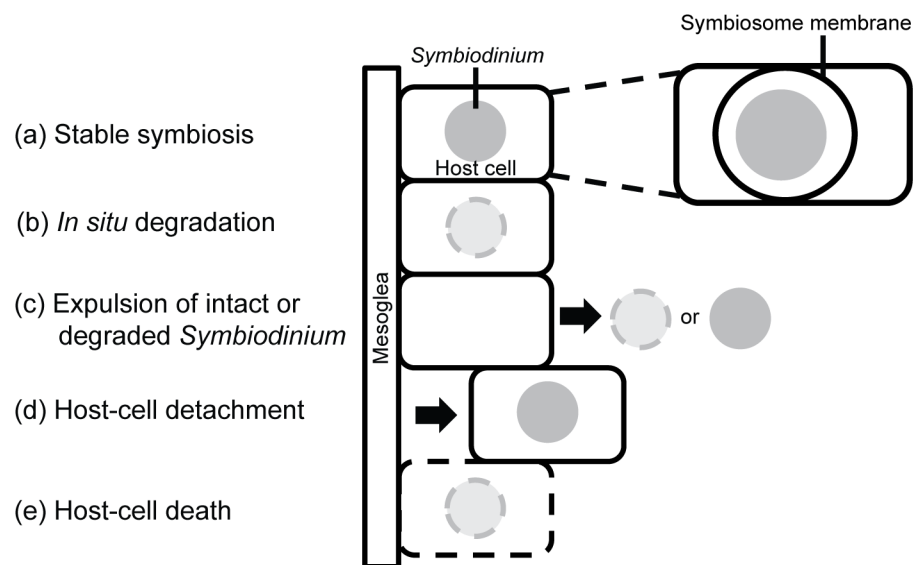 Symbiosome membrane
Symbiodinium
(a) Stable symbiosis
Host cell
(b) In situ degradation
(c) Expulsion of intact or
degraded Symbiodinium
or
Mesoglea
(d) Host-cell detachment
(e) Host-cell death